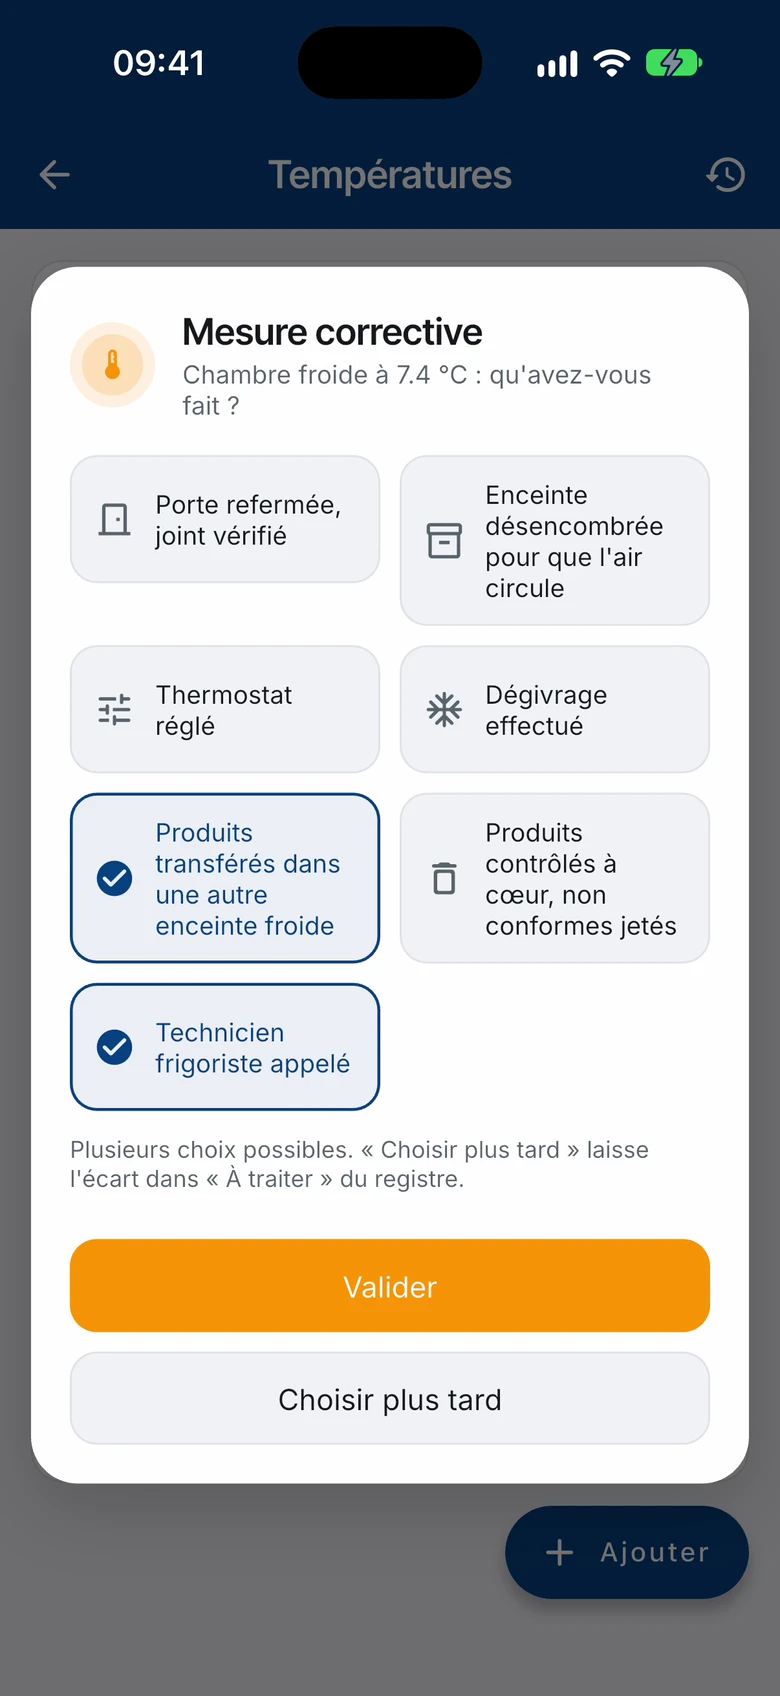 09:41
Températures
Mesure corrective
Chambre froide à 7.4 °C : qu'avez-vous
fait ?
Porte refermée,
joint vérifié
Enceinte
désencombrée
pour que l'air
circule
Thermostat
réglé
Dégivrage
effectué
Produits
transférés dans
une autre
enceinte froide
Produits
contrôlés à
cœur, non
conformes jetés
Technicien
frigoriste appelé
Plusieurs choix possibles. « Choisir plus tard » laisse
l'écart dans « À traiter » du registre.
Valider
Choisir plus tard
Ajouter